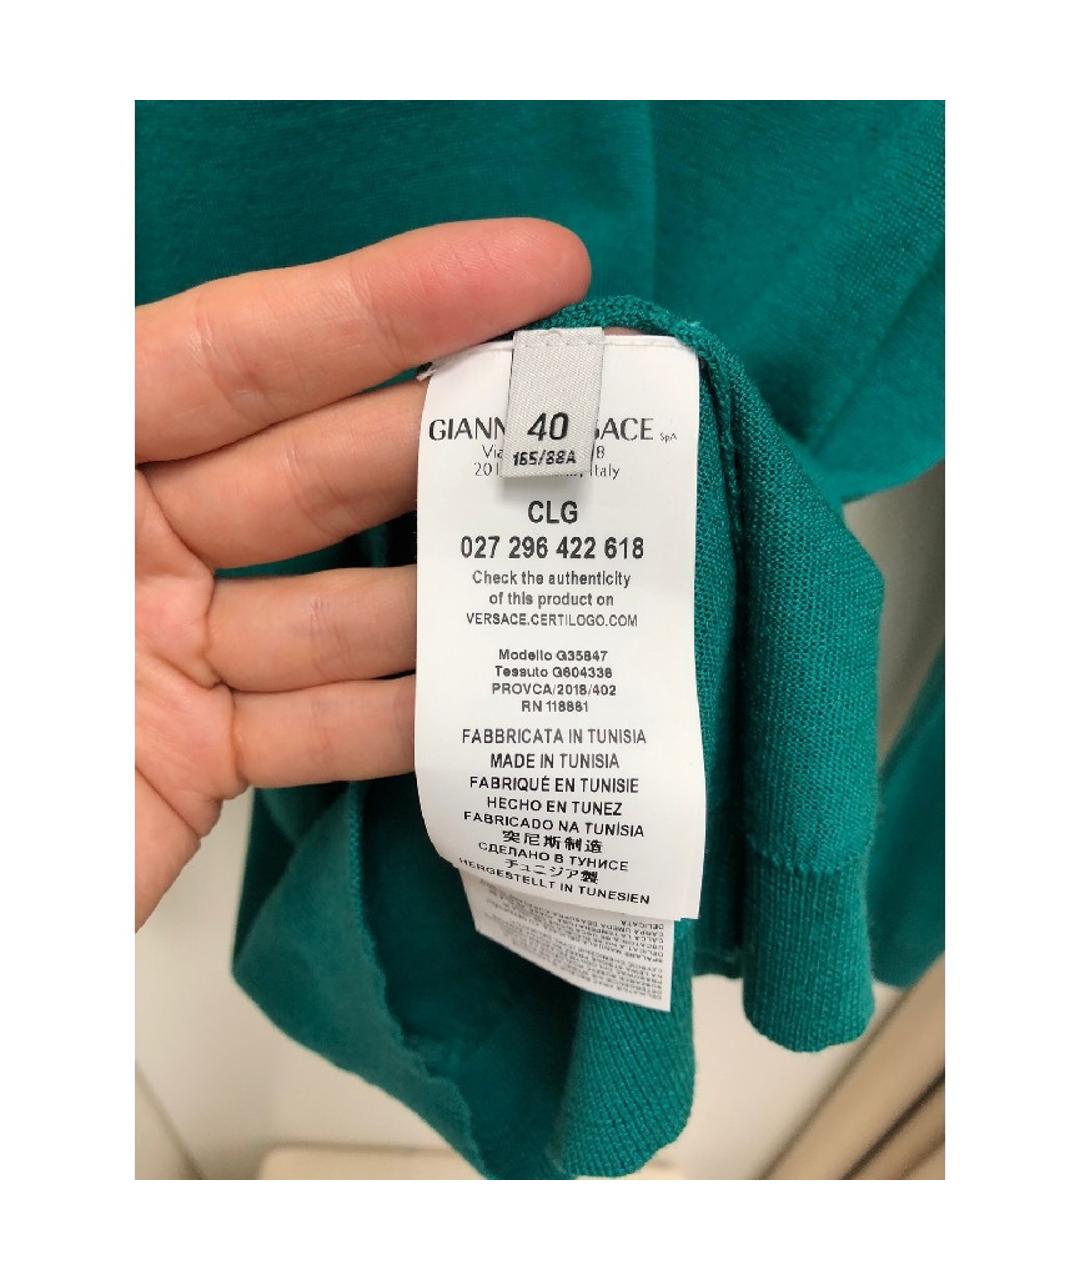 40
165/88A
GIANN SACE SpA
Via 8
20 Italy
CLG
027 296 422 618
Check the authenticity
of this product on
VERSACE.CERTILOGO.COM
Modello G35847
Tessuto G604336
PROVCA/2018/402
RN 118881
FABBRICATA IN TUNISIA
MADE IN TUNISIA
FABRIQUÉ EN TUNISIE
HECHO EN TUNEZ
FABRICADO NA TUNÍSIA
突尼斯制造
СДЕЛАНО В ТУНИСЕ
チュニジア製
HERGESTELLT IN TUNESIEN